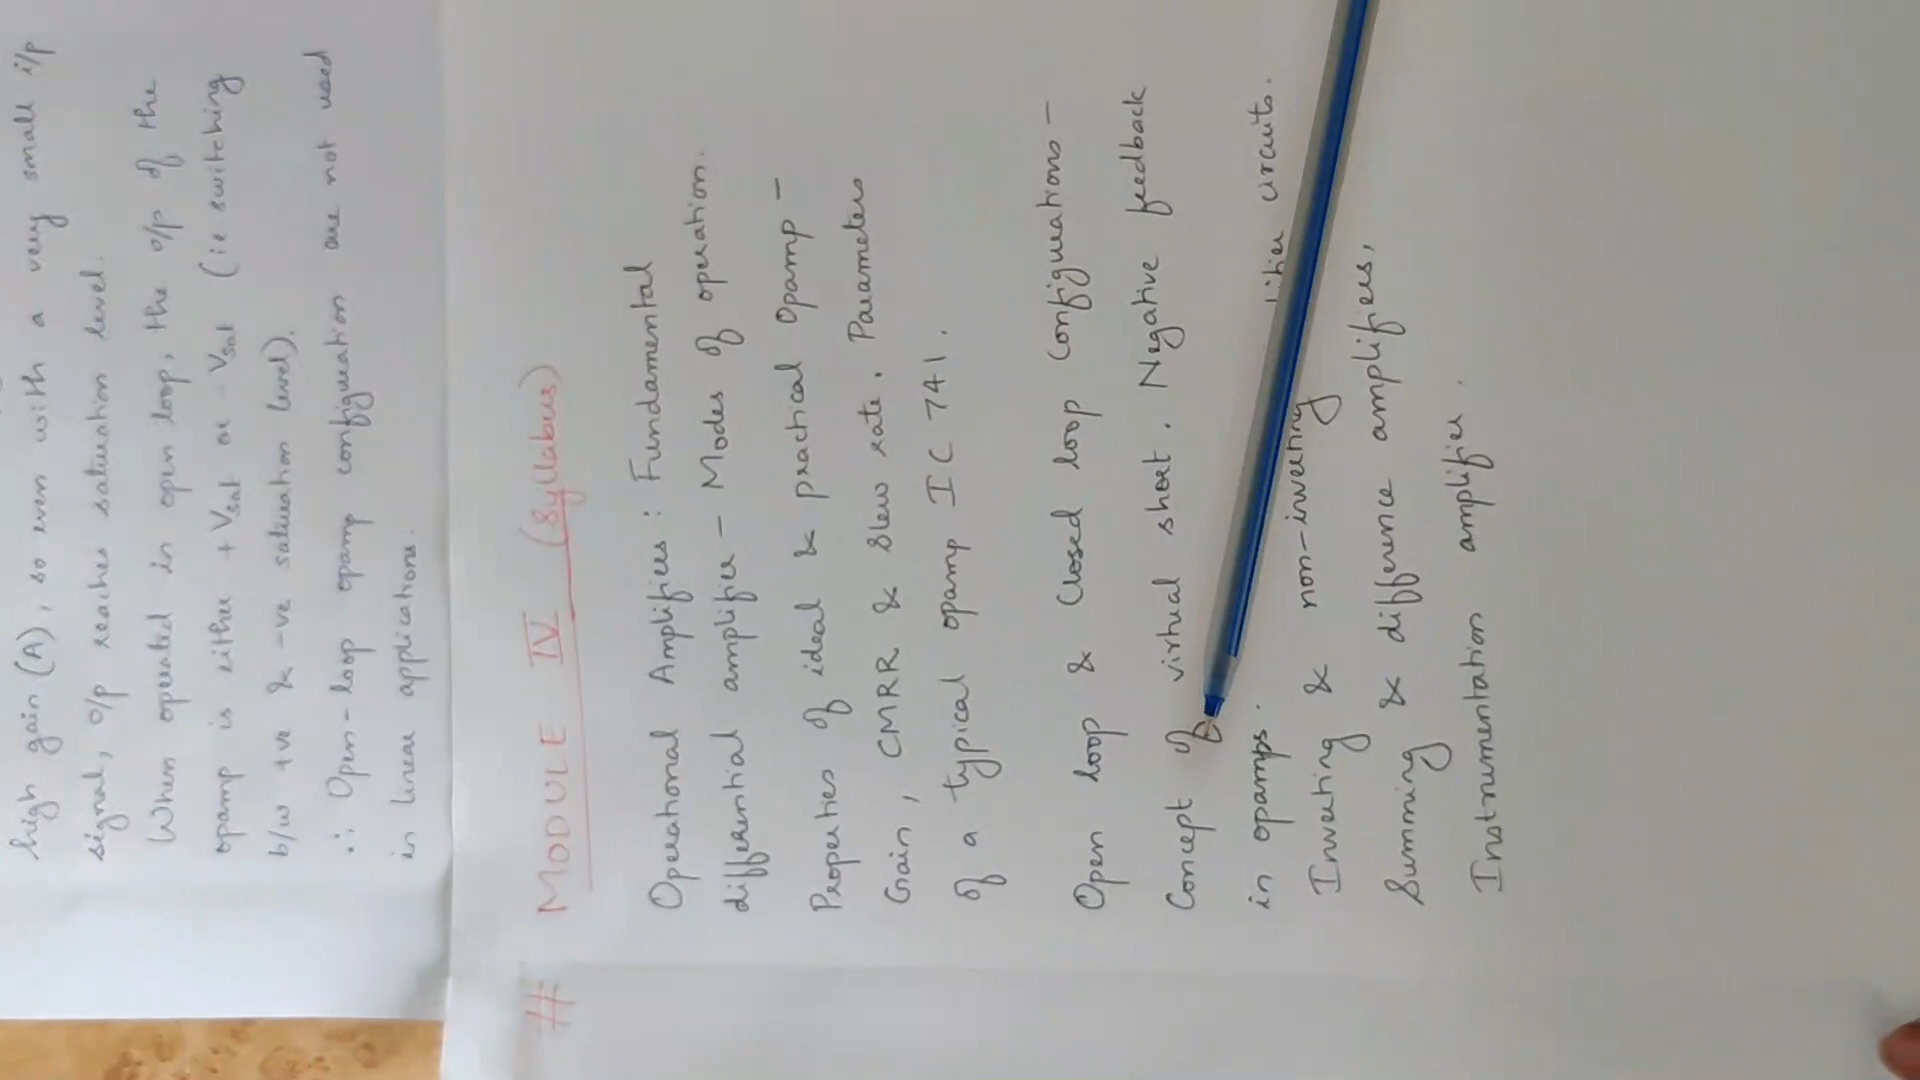 high gain (A), so even with a very small i/p
signal, o/p reaches saturation level.
When operated in open loop, the o/p of the
opamp is either +Vsat or -Vsat (ie switching
b/w +ve & -ve saturation level).
∴ Open-loop opamp configuration are not used
in linear applications.
# MODULE IV (Syllabus)
Operational Amplifiers : Fundamental
differential amplifier - Modes of operation.
Properties of ideal & practical Opamp -
Gain, CMRR & Slew rate. Parameters
of a typical opamp IC 741.
Open loop & Closed loop Configurations -
Concept of virtual short. Negative feedback
in opamps.
Inverting & non-inverting circuits.
Summing & difference amplifiers,
Instrumentation amplifier.